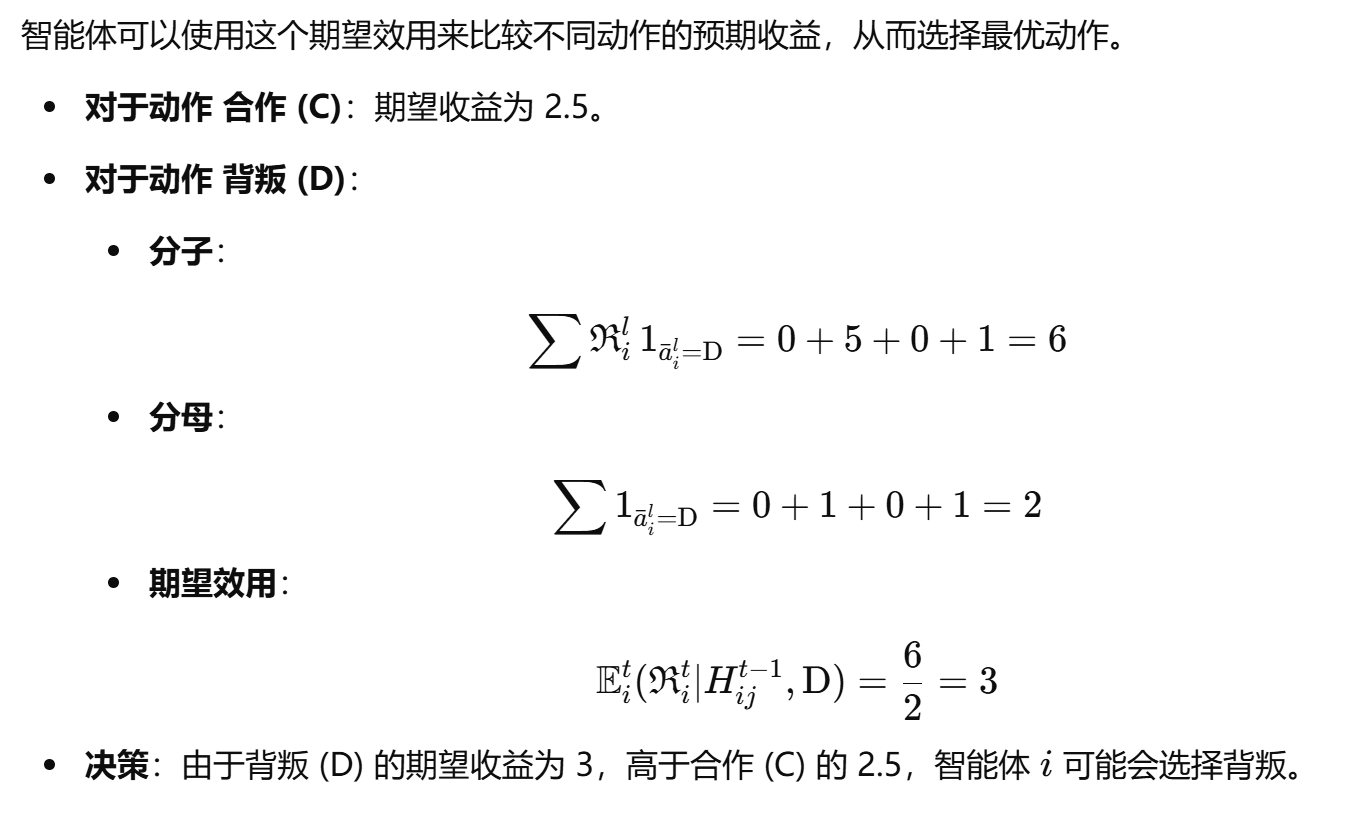 智能体可以使用这个期望效用来比较不同动作的预期收益，从而选择最优动作。
• 对于动作 合作 (C)：期望收益为 2.5。
• 对于动作 背叛 (D)：
• 分子：
$$\sum \mathfrak{R}_i^l 1_{\bar{a}_i^l=\mathrm{D}} = 0 + 5 + 0 + 1 = 6$$
• 分母：
$$\sum 1_{\bar{a}_i^l=\mathrm{D}} = 0 + 1 + 0 + 1 = 2$$
• 期望效用：
$$\mathbb{E}_i^t(\mathfrak{R}_i^t|H_{ij}^{t-1}, \mathrm{D}) = \frac{6}{2} = 3$$
• 决策：由于背叛 (D) 的期望收益为 3，高于合作 (C) 的 2.5，智能体 $i$ 可能会选择背叛。